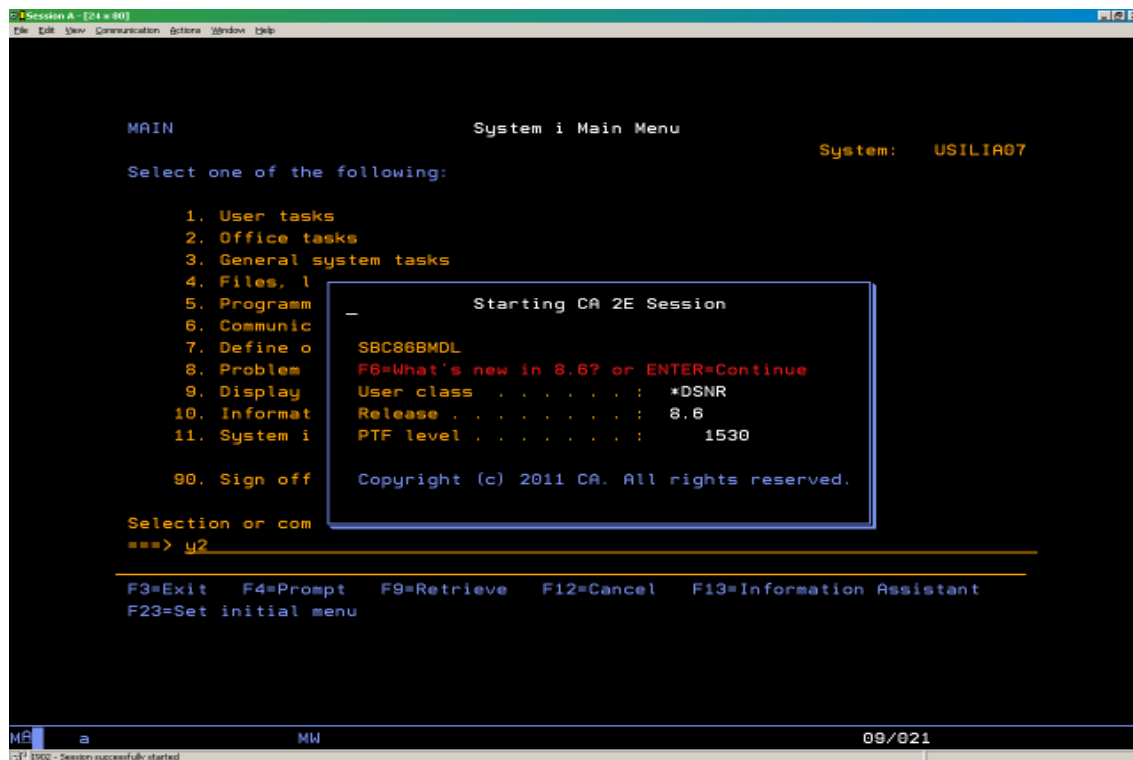 Session A - [24 x 80]
File Edit View Communication Actions Window Help
MAIN System i Main Menu
System: USILIA07
Select one of the following:
1. User tasks
2. Office tasks
3. General system tasks
4. Files, l
5. Programm
6. Communic
7. Define o
8. Problem
9. Display
10. Informat
11. System i
90. Sign off
Selection or com
===> y2
Starting CA 2E Session
SBC86BMDL
F6=What's new in 8.6? or ENTER=Continue
User class . . . . . . : *DSNR
Release . . . . . . . . : 8.6
PTF level . . . . . . . : 1530
Copyright (c) 2011 CA. All rights reserved.
F3=Exit F4=Prompt F9=Retrieve F12=Cancel F13=Information Assistant
F23=Set initial menu
MA a MW 09/021
I902 - Session successfully started